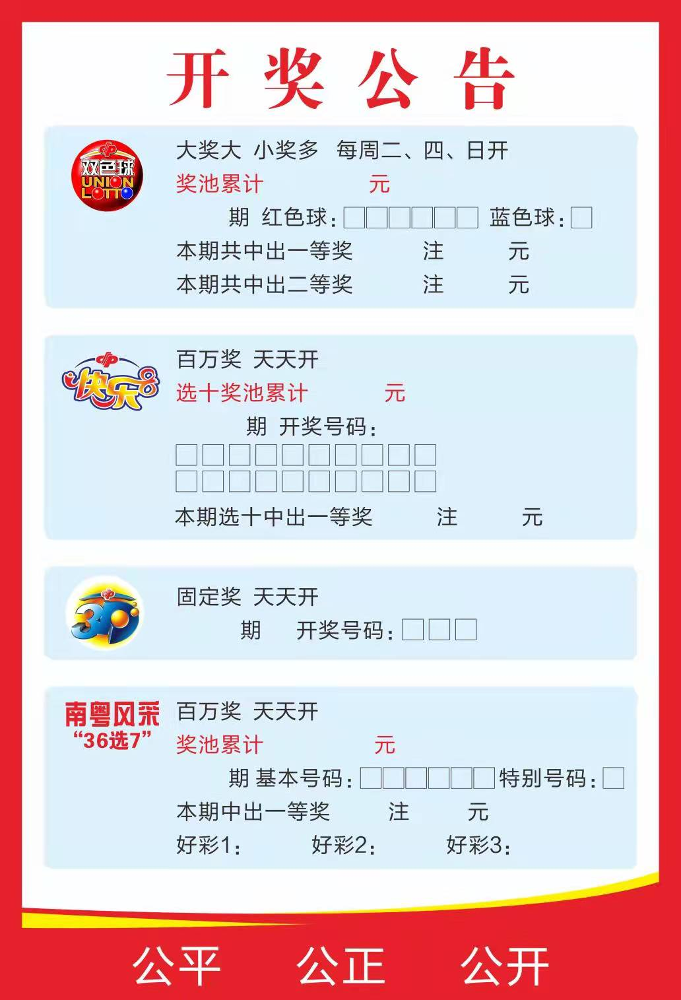 开奖公告
双色球
UNION
LOTTO
大奖大 小奖多 每周二、四、日开
奖池累计 元
期 红色球：□□□□□□ 蓝色球：□
本期共中出一等奖 注 元
本期共中出二等奖 注 元
快乐8
百万奖 天天开
选十奖池累计 元
期 开奖号码：
□□□□□□□□□□
□□□□□□□□□□
本期选十中出一等奖 注 元
3D
固定奖 天天开
期 开奖号码：□□□
南粤风采
“36选7”
百万奖 天天开
奖池累计 元
期 基本号码：□□□□□□ 特别号码：□
本期中出一等奖 注 元
好彩1： 好彩2： 好彩3：
公平 公正 公开